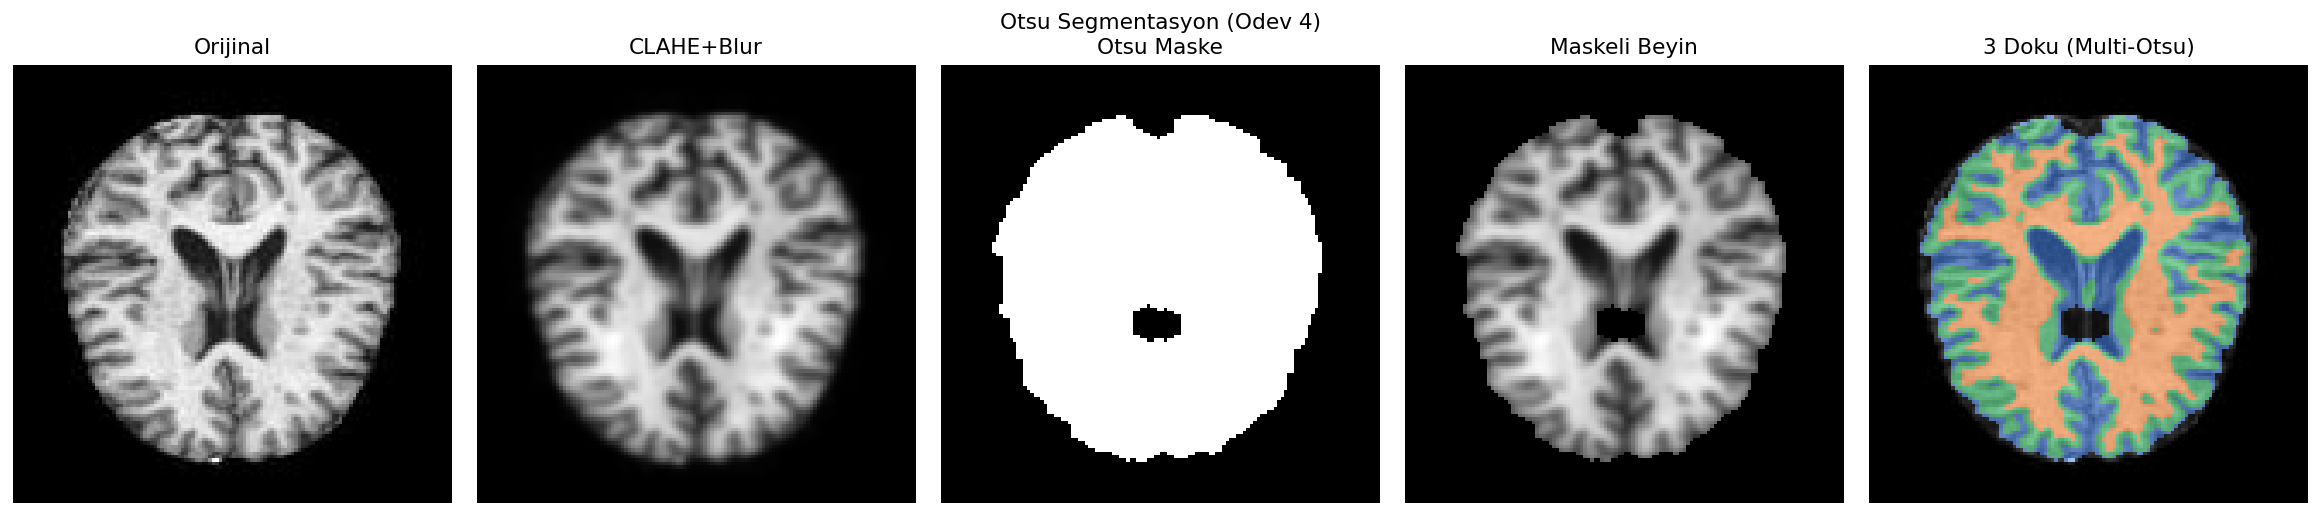 Orijinal
CLAHE+Blur
Otsu Segmentasyon (Odev 4)
Otsu Maske
Maskeli Beyin
3 Doku (Multi-Otsu)